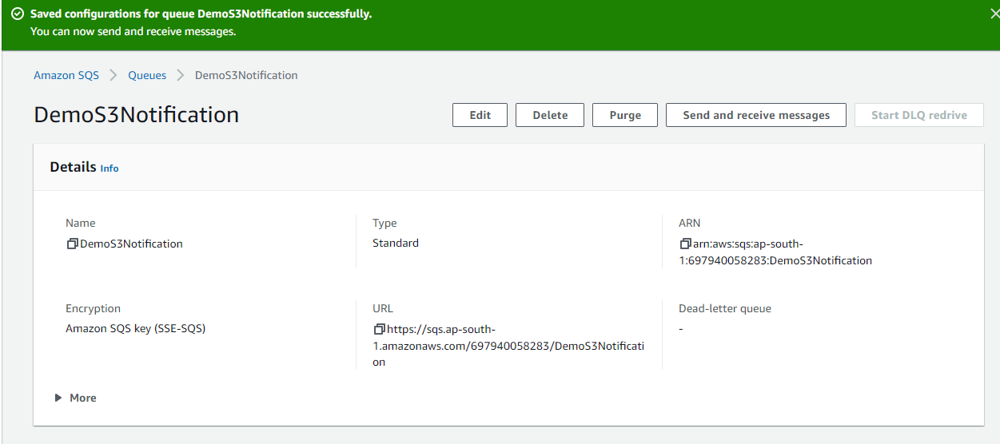 Saved configurations for queue DemoS3Notification successfully.
You can now send and receive messages.
Amazon SQS
Queues
DemoS3Notification
DemoS3Notification
Edit
Delete
Purge
Send and receive messages
Start DLQ redrive
Details Info
Name
DemoS3Notification
Type
Standard
ARN
arn:aws:sqs:ap-south-
1:697940058283:DemoS3Notification
Encryption
Amazon SQS key (SSE-SQS)
URL
https://sqs.ap-south-
1.amazonaws.com/697940058283/DemoS3Notificati
on
Dead-letter queue
-
More